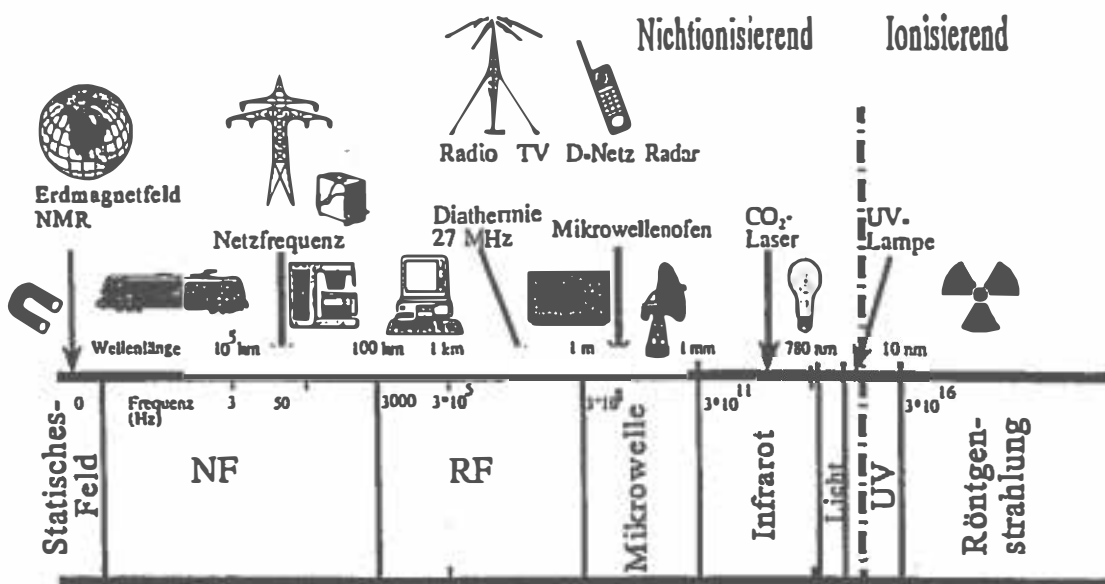 Nichtionisierend Ionisierend
Radio TV D-Netz Radar
Erdmagnetfeld
NMR
Netzfrequenz
Diathermie
27 MHz
Mikrowellenofen
CO₂-
Laser
UV-
Lampe
Wellenlänge 10⁵ km 100 km 1 km 1 m 1 mm 780 nm 10 nm
0 Frequenz 3 50 3000 3*10⁵ 3*10⁸ 3*10¹¹ 3*10¹⁶
(Hz)
Statisches-
Feld
NF
RF
Mikrowelle
Infrarot
Licht
UV
Röntgen-
strahlung